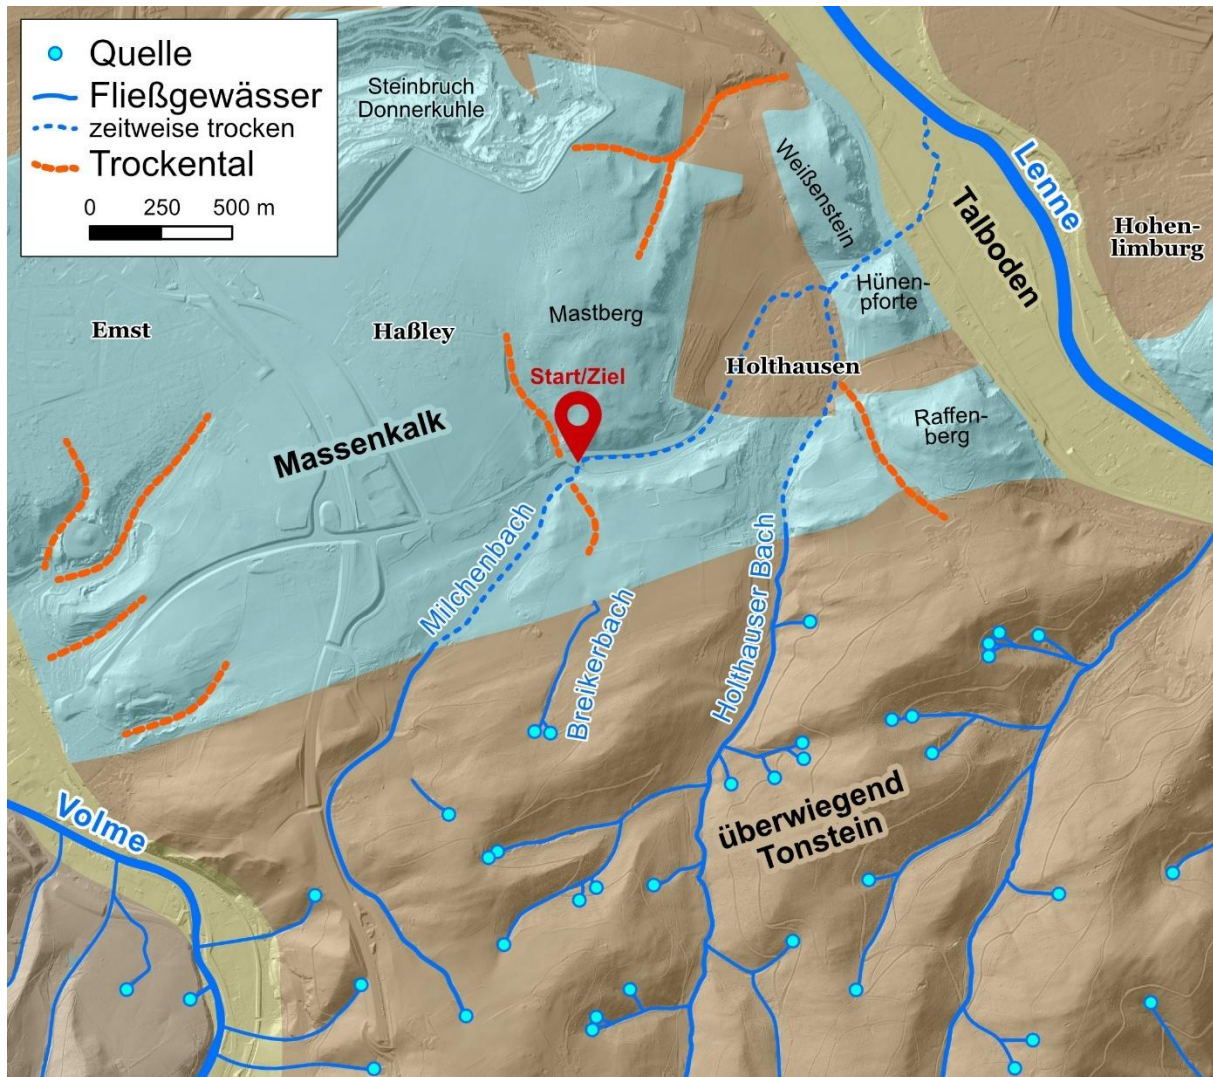 Quelle
Fließgewässer
zeitweise trocken
Trockental
0 250 500 m
Steinbruch
Donnerkuhle
Weißenstein
Lenne
Talboden
Hohen-
limburg
Hünen-
pforte
Mastberg
Emst
Haßley
Holthausen
Start/Ziel
Raffen-
berg
Massenkalk
Milchenbach
Breikerbach
Holthauser Bach
Volme
überwiegend
Tonstein